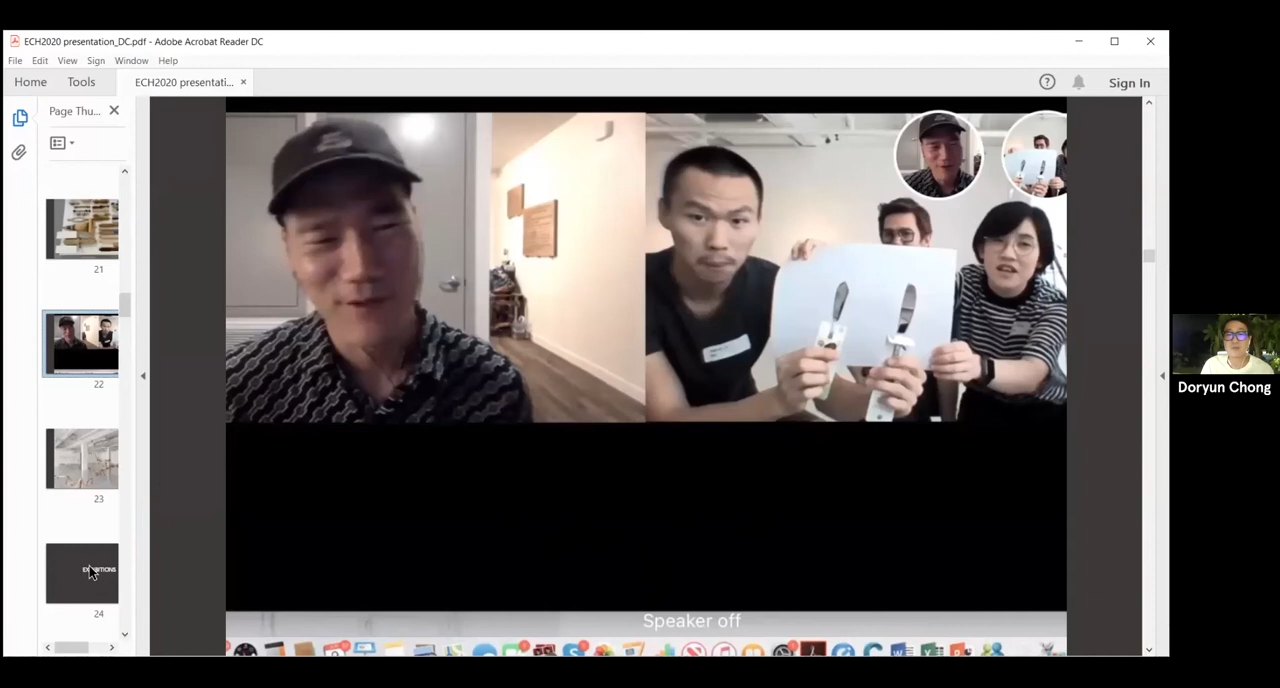 ECH2020 presentation_DC.pdf - Adobe Acrobat Reader DC
File Edit View Sign Window Help
Home Tools ECH2020 presentati... × Sign In
Page Thu...
21
22
23
EXHIBITIONS
24
Speaker off
Doryun Chong